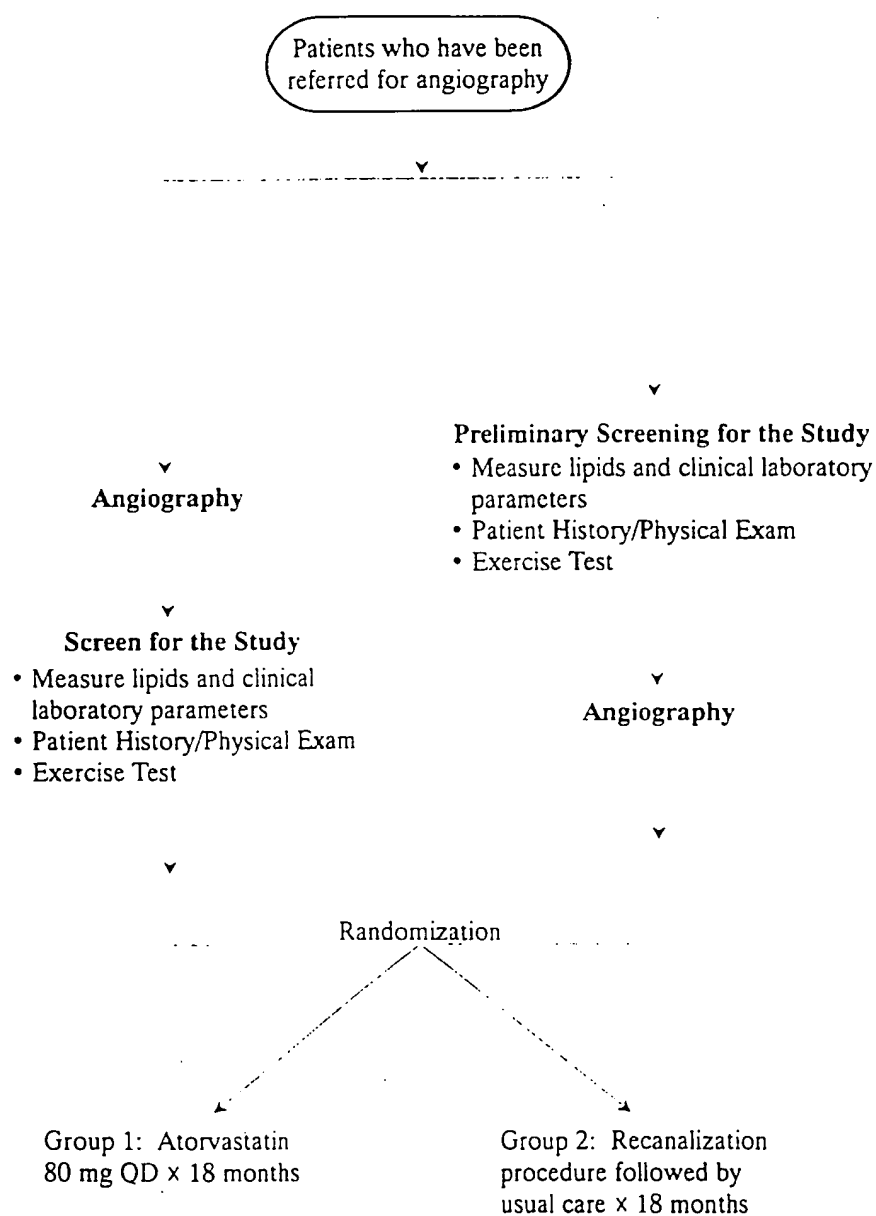 Patients who have been
referred for angiography
Angiography
Screen for the Study
• Measure lipids and clinical
laboratory parameters
• Patient History/Physical Exam
• Exercise Test
Preliminary Screening for the Study
• Measure lipids and clinical laboratory
parameters
• Patient History/Physical Exam
• Exercise Test
Angiography
Randomization
Group 1: Atorvastatin
80 mg QD × 18 months
Group 2: Recanalization
procedure followed by
usual care × 18 months